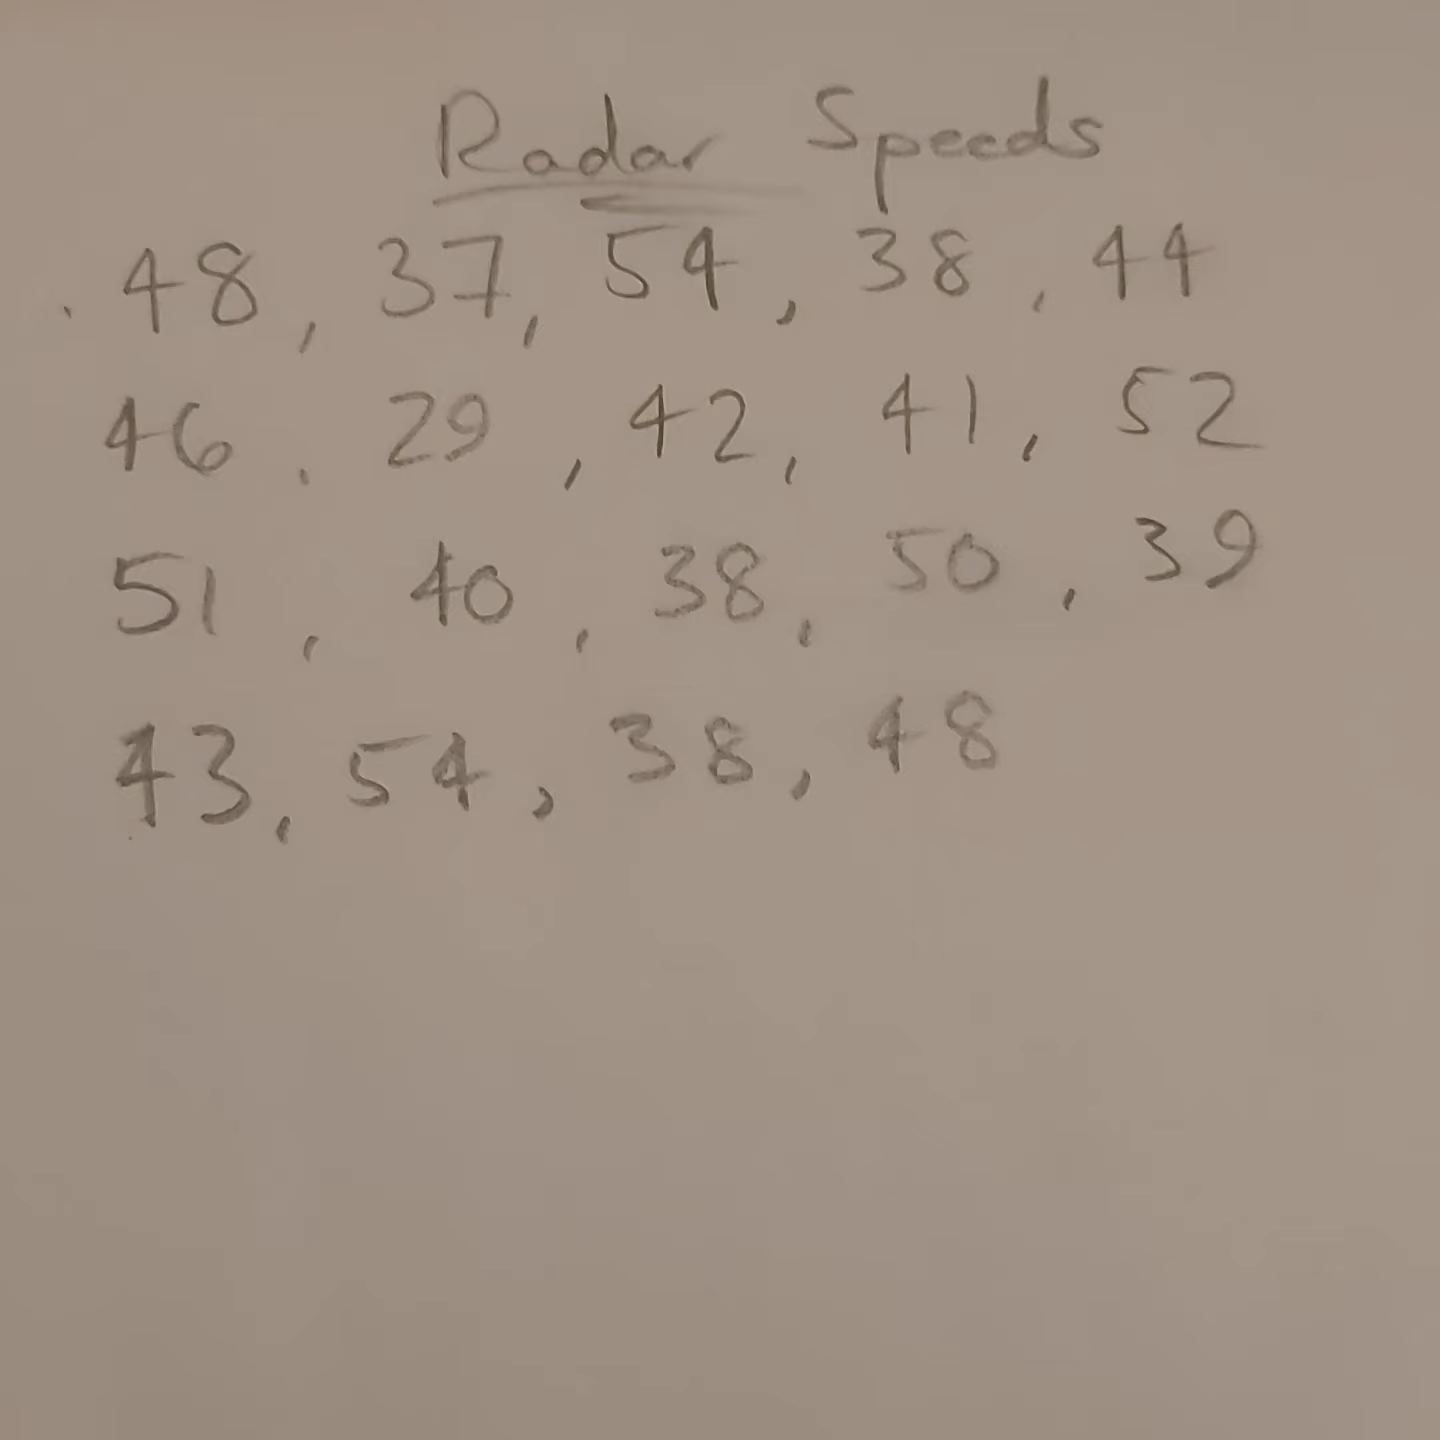 Radar Speeds
48, 37, 54, 38, 44
46, 29, 42, 41, 52
51, 40, 38, 50, 39
43, 54, 38, 48